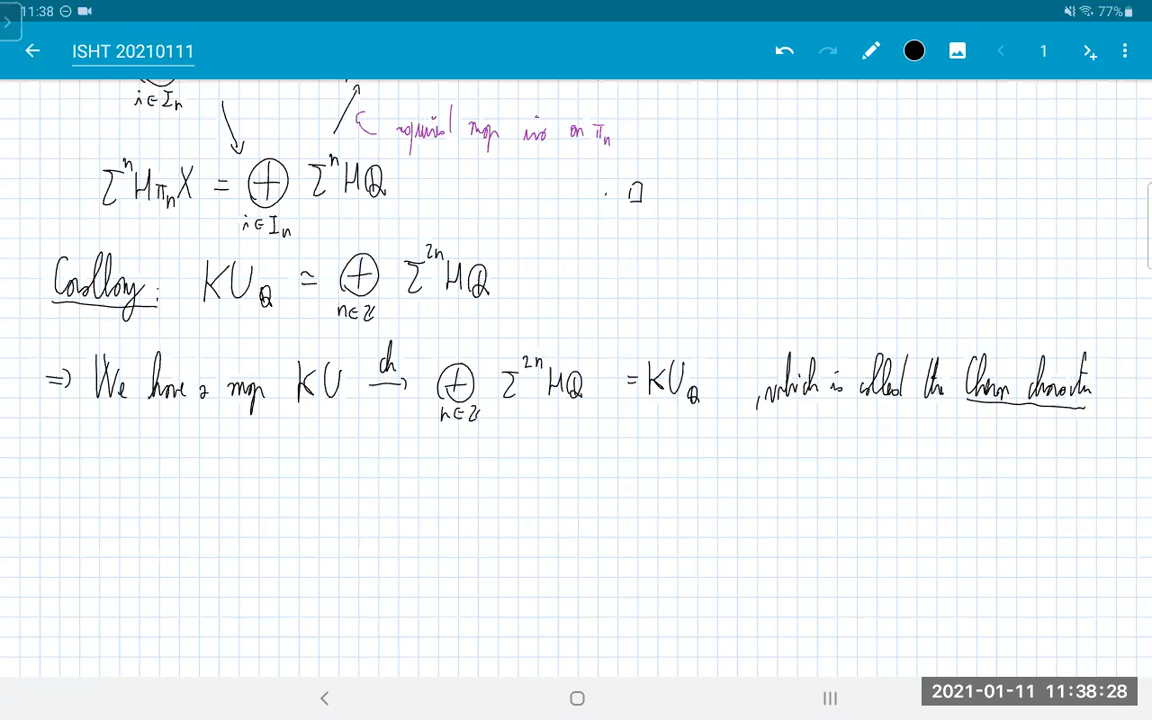 11:38 77%
ISHT 20210111 1
i ∈ I_n
required map iso on π_n
Σ^n Hπ_n X = ⊕_{i ∈ I_n} Σ^n HQ . □
Corollary: KU_Q ≃ ⊕_{n∈Z} Σ^{2n} HQ
⇒ We have a map KU —ch→ ⊕_{n∈Z} Σ^{2n} HQ = KU_Q , which is called the Chern character
2021-01-11 11:38:28